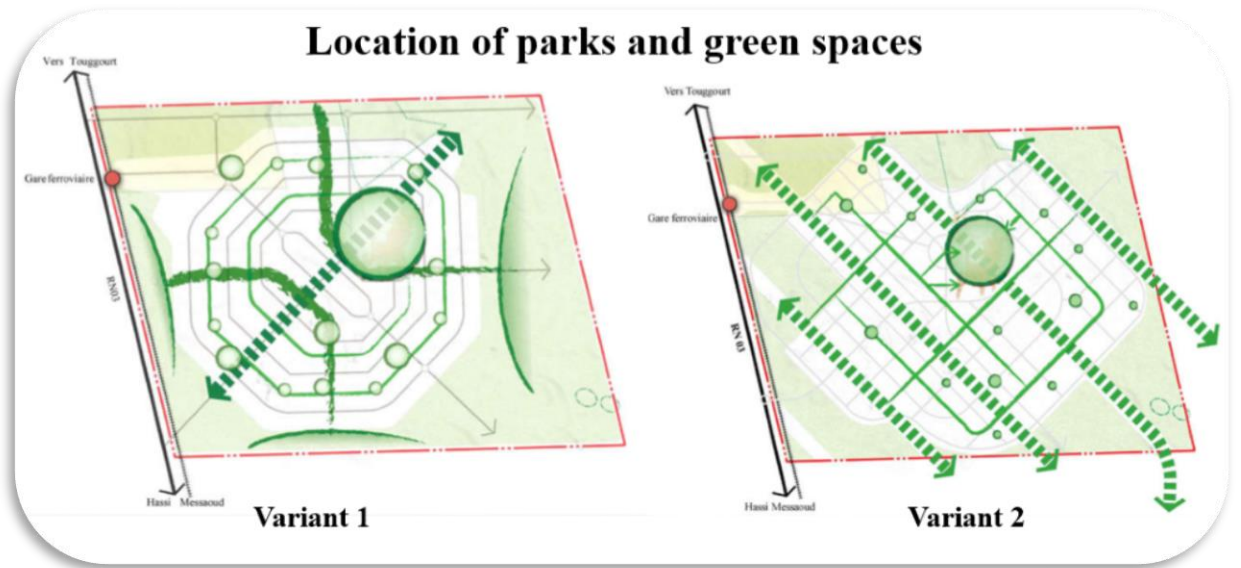 Location of parks and green spaces
Vers Touggourt
Gare ferroviaire
RN03
Hassi Messaoud
Variant 1
Vers Touggourt
Gare ferroviaire
RN 03
Hassi Messaoud
Variant 2